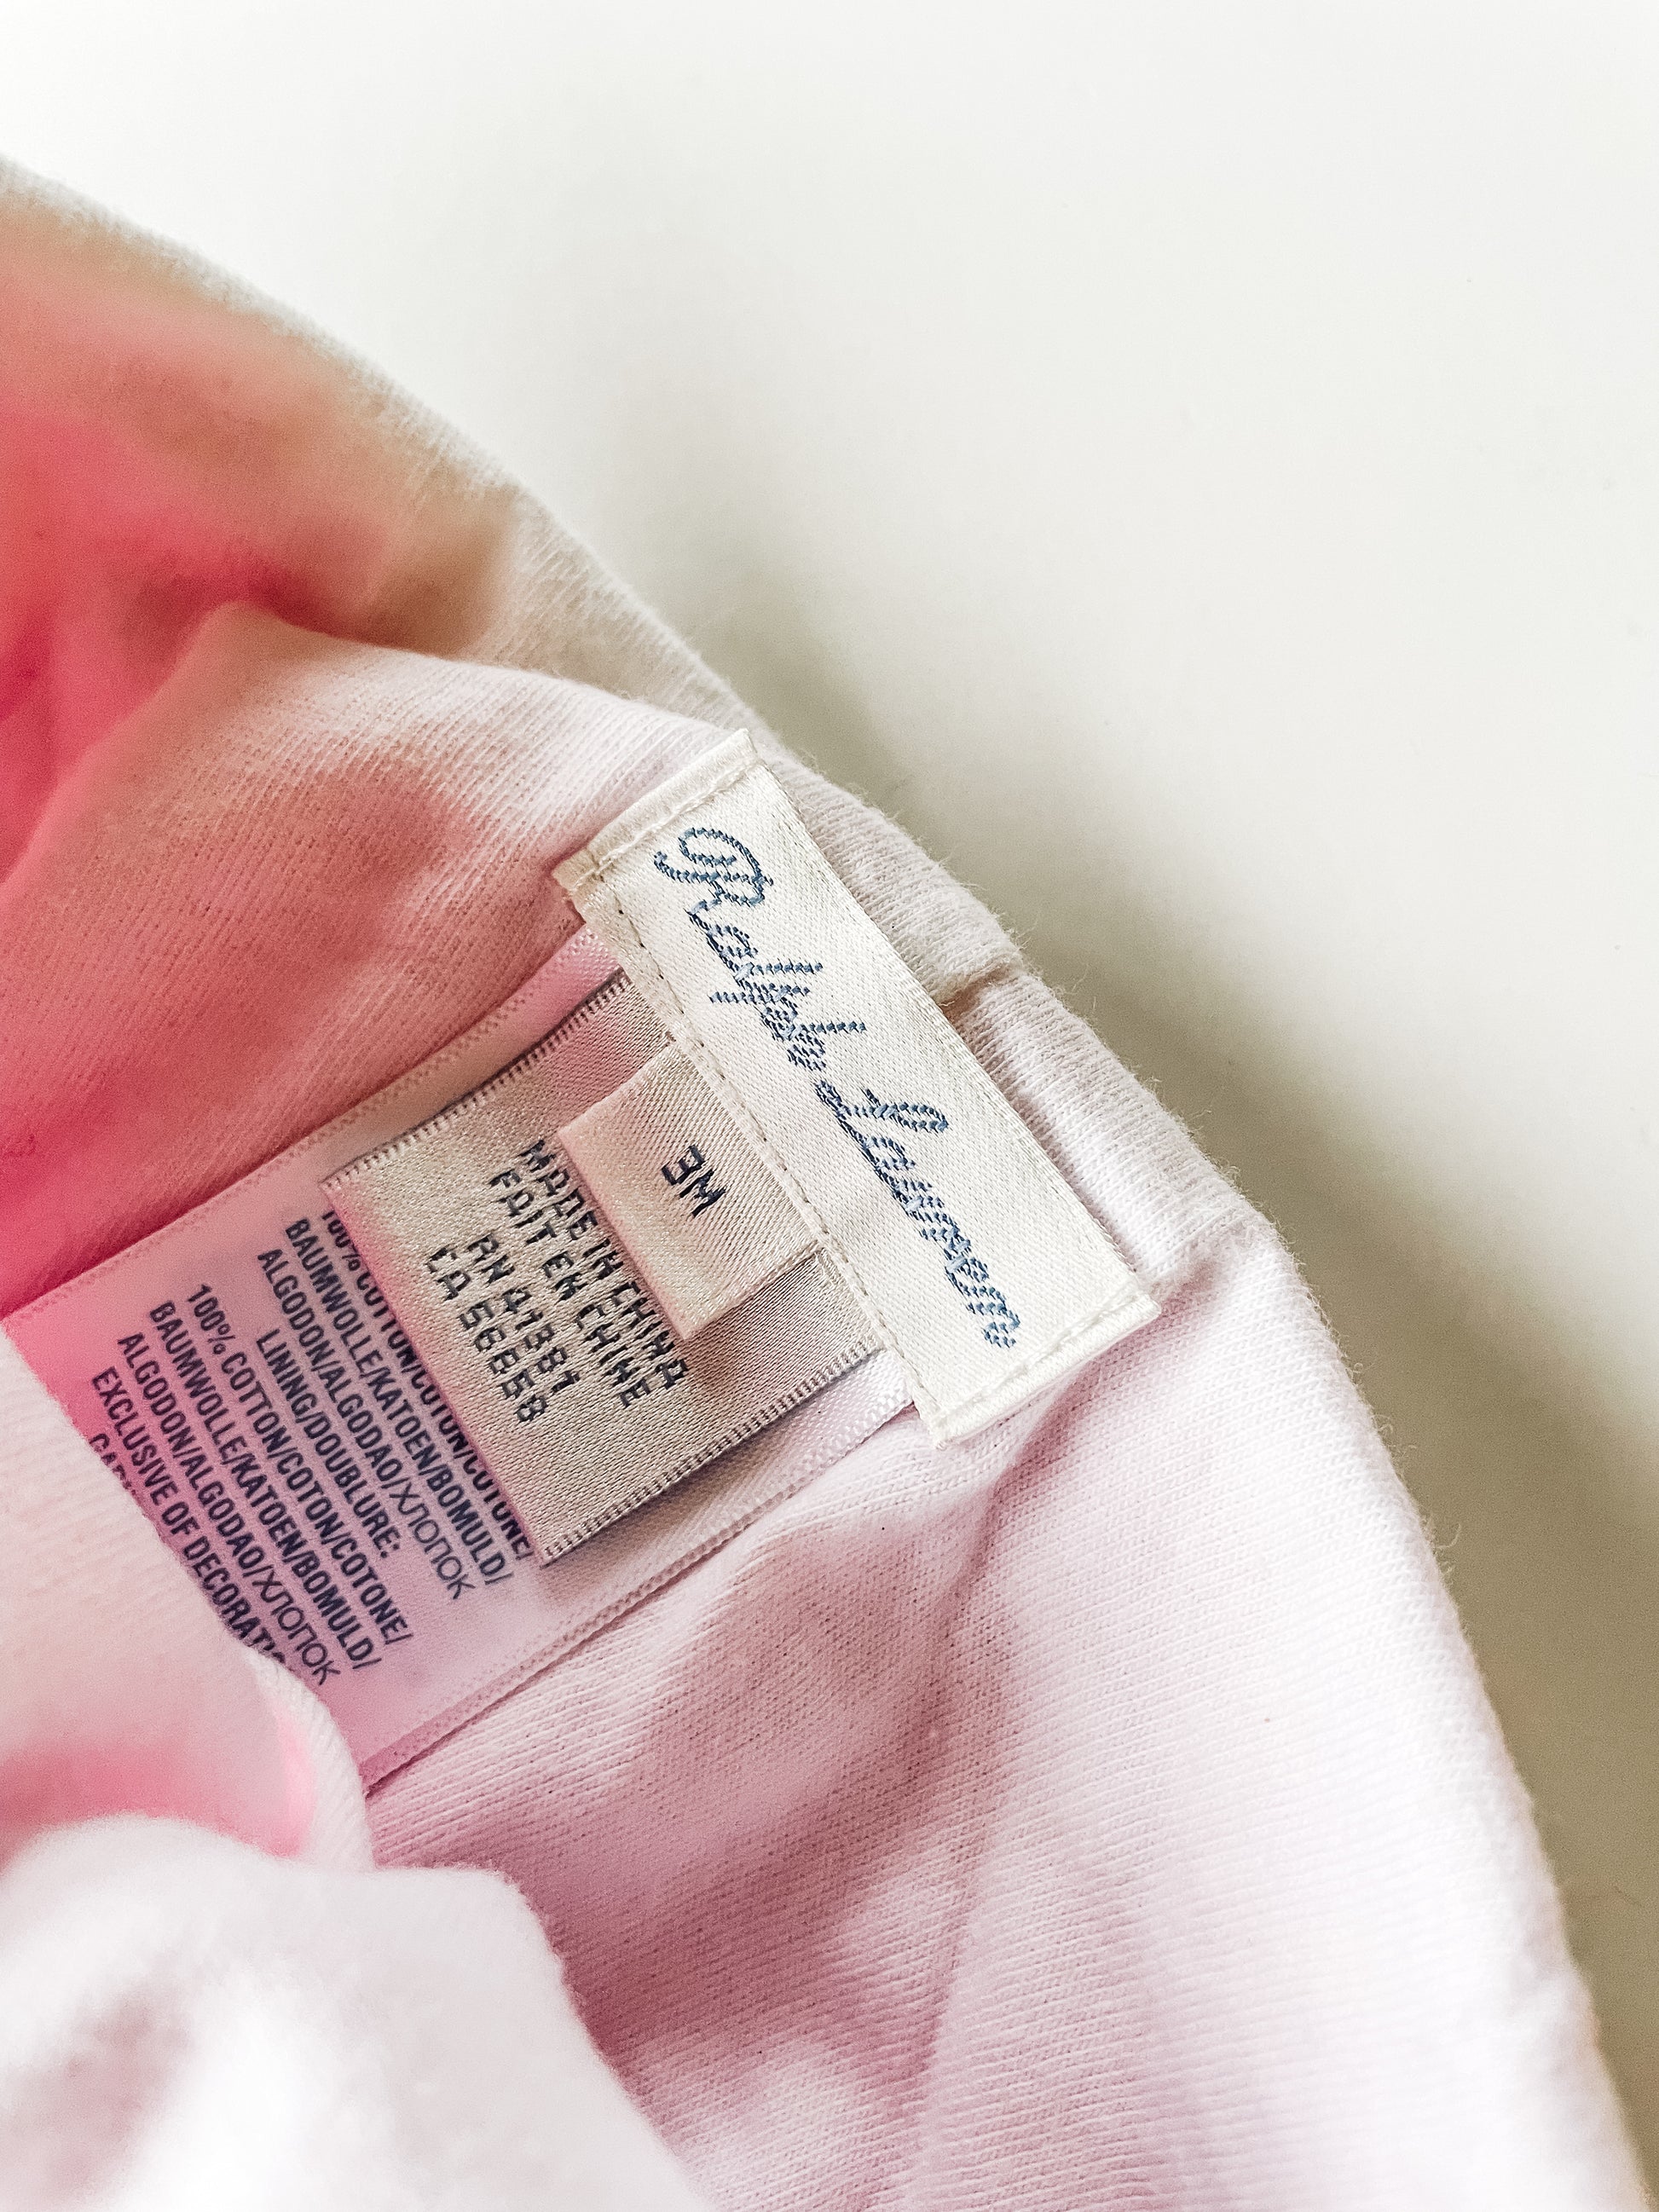 Ralph Lauren
3M
MADE IN CHINA
FAIT EN CHINE
RN 41381
CA 56658
100% COTTON/COTON/COTONE/
BAUMWOLLE/KATOEN/BOMULD/
ALGODON/ALGODAO/ХЛОПОК
LINING/DOUBLURE:
100% COTTON/COTON/COTONE/
BAUMWOLLE/KATOEN/BOMULD/
ALGODON/ALGODAO/ХЛОПОК
EXCLUSIVE OF